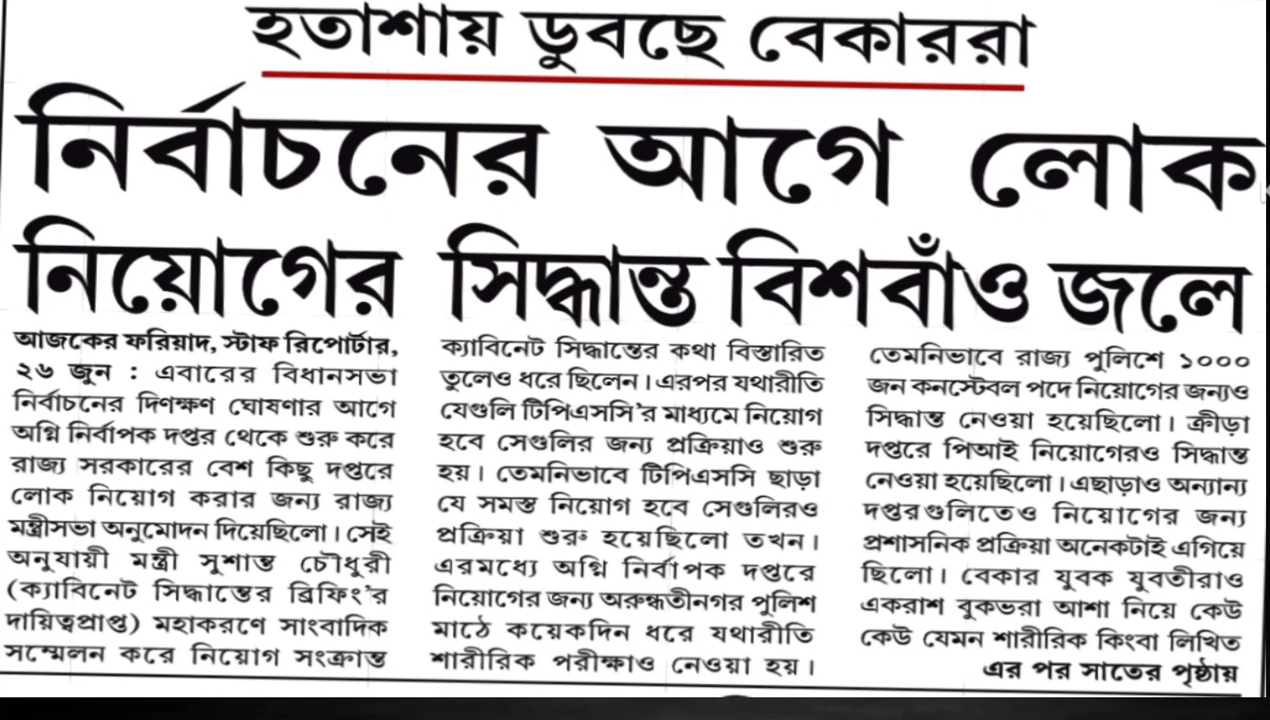 হতাশায় ডুবছে বেকাররা
নির্বাচনের আগে লোক
নিয়োগের সিদ্ধান্ত বিশবাঁও জলে
আজকের ফরিয়াদ, স্টাফ রিপোর্টার,
২৬ জুন : এবারের বিধানসভা
নির্বাচনের দিণক্ষণ ঘোষণার আগে
অগ্নি নির্বাপক দপ্তর থেকে শুরু করে
রাজ্য সরকারের বেশ কিছু দপ্তরে
লোক নিয়োগ করার জন্য রাজ্য
মন্ত্রীসভা অনুমোদন দিয়েছিলো। সেই
অনুযায়ী মন্ত্রী সুশান্ত চৌধুরী
(ক্যাবিনেট সিদ্ধান্তের ব্রিফিং'র
দায়িত্বপ্রাপ্ত) মহাকরণে সাংবাদিক
সম্মেলন করে নিয়োগ সংক্রান্ত
ক্যাবিনেট সিদ্ধান্তের কথা বিস্তারিত
তুলেও ধরে ছিলেন। এরপর যথারীতি
যেগুলি টিপিএসসি'র মাধ্যমে নিয়োগ
হবে সেগুলির জন্য প্রক্রিয়াও শুরু
হয়। তেমনিভাবে টিপিএসসি ছাড়া
যে সমস্ত নিয়োগ হবে সেগুলিরও
প্রক্রিয়া শুরু হয়েছিলো তখন।
এরমধ্যে অগ্নি নির্বাপক দপ্তরে
নিয়োগের জন্য অরুন্ধতীনগর পুলিশ
মাঠে কয়েকদিন ধরে যথারীতি
শারীরিক পরীক্ষাও নেওয়া হয়।
তেমনিভাবে রাজ্য পুলিশে ১০০০
জন কনস্টেবল পদে নিয়োগের জন্যও
সিদ্ধান্ত নেওয়া হয়েছিলো। ক্রীড়া
দপ্তরে পিআই নিয়োগেরও সিদ্ধান্ত
নেওয়া হয়েছিলো। এছাড়াও অন্যান্য
দপ্তরগুলিতেও নিয়োগের জন্য
প্রশাসনিক প্রক্রিয়া অনেকটাই এগিয়ে
ছিলো। বেকার যুবক যুবতীরাও
একরাশ বুকভরা আশা নিয়ে কেউ
কেউ যেমন শারীরিক কিংবা লিখিত
এর পর সাতের পৃষ্ঠায়